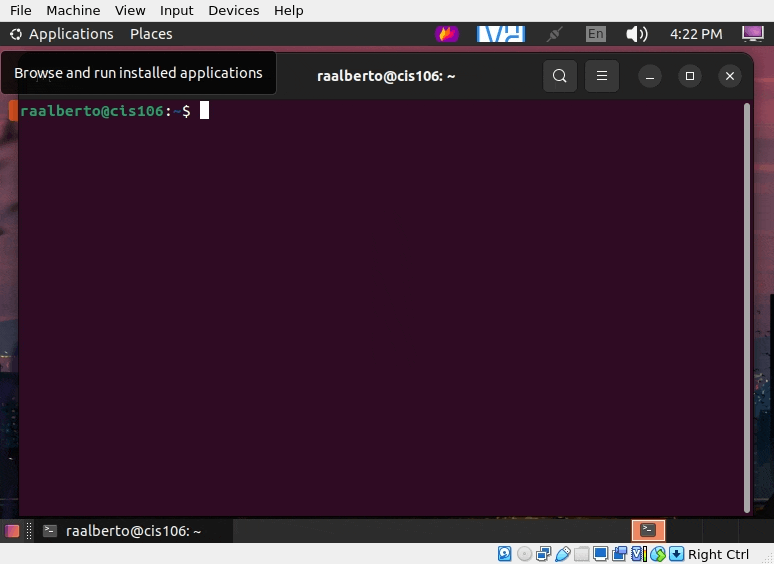 File Machine View Input Devices Help
Applications Places En 4:22 PM
Browse and run installed applications
raalberto@cis106: ~
raalberto@cis106:~$
raalberto@cis106: ~
Right Ctrl